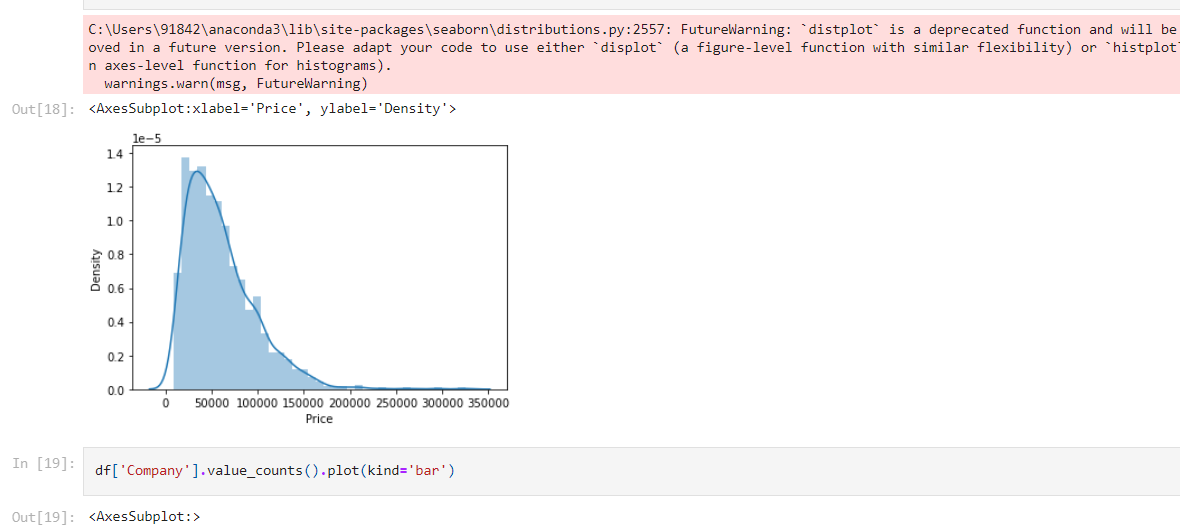 C:\Users\91842\anaconda3\lib\site-packages\seaborn\distributions.py:2557: FutureWarning: `distplot` is a deprecated function and will be
oved in a future version. Please adapt your code to use either `displot` (a figure-level function with similar flexibility) or `histplot`
n axes-level function for histograms).
  warnings.warn(msg, FutureWarning)
Out[18]: <AxesSubplot:xlabel='Price', ylabel='Density'>
1e−5
1.4
1.2
1.0
0.8
0.6
0.4
0.2
0.0
Density
0 50000 100000 150000 200000 250000 300000 350000
Price
In [19]: df['Company'].value_counts().plot(kind='bar')
Out[19]: <AxesSubplot:>